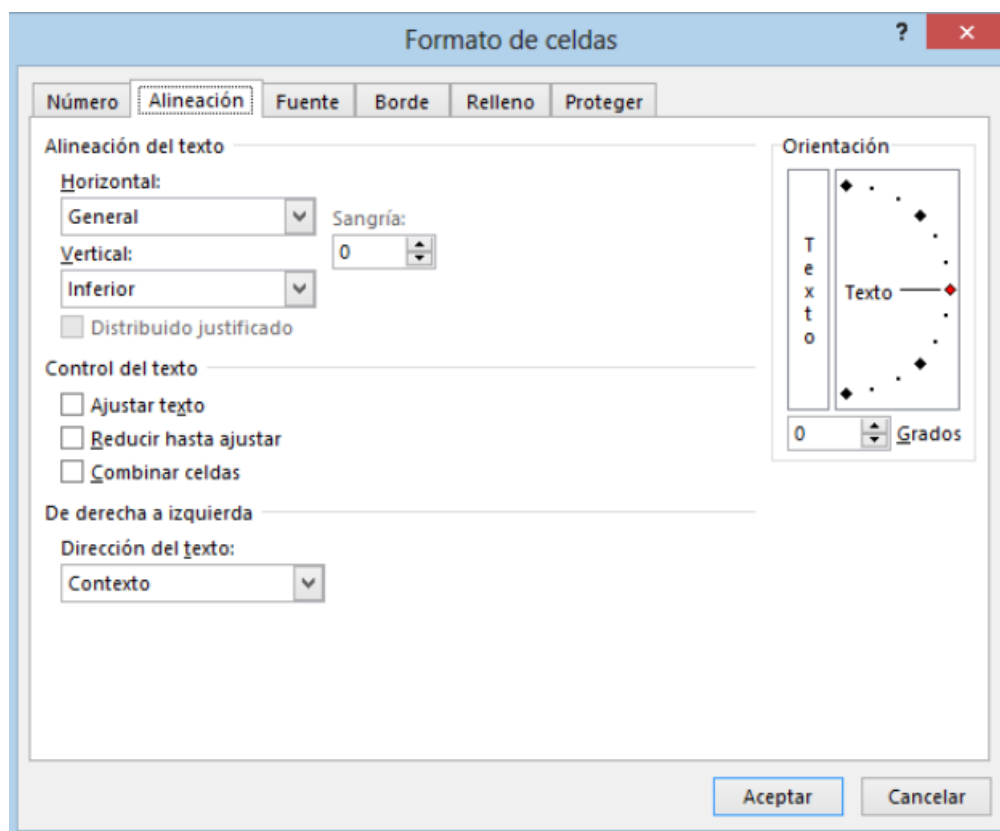 Formato de celdas
?
Número Alineación Fuente Borde Relleno Proteger
Alineación del texto
Horizontal:
General
Sangría:
0
Vertical:
Inferior
Distribuido justificado
Control del texto
Ajustar texto
Reducir hasta ajustar
Combinar celdas
De derecha a izquierda
Dirección del texto:
Contexto
Orientación
Texto
Texto
0 Grados
Aceptar Cancelar